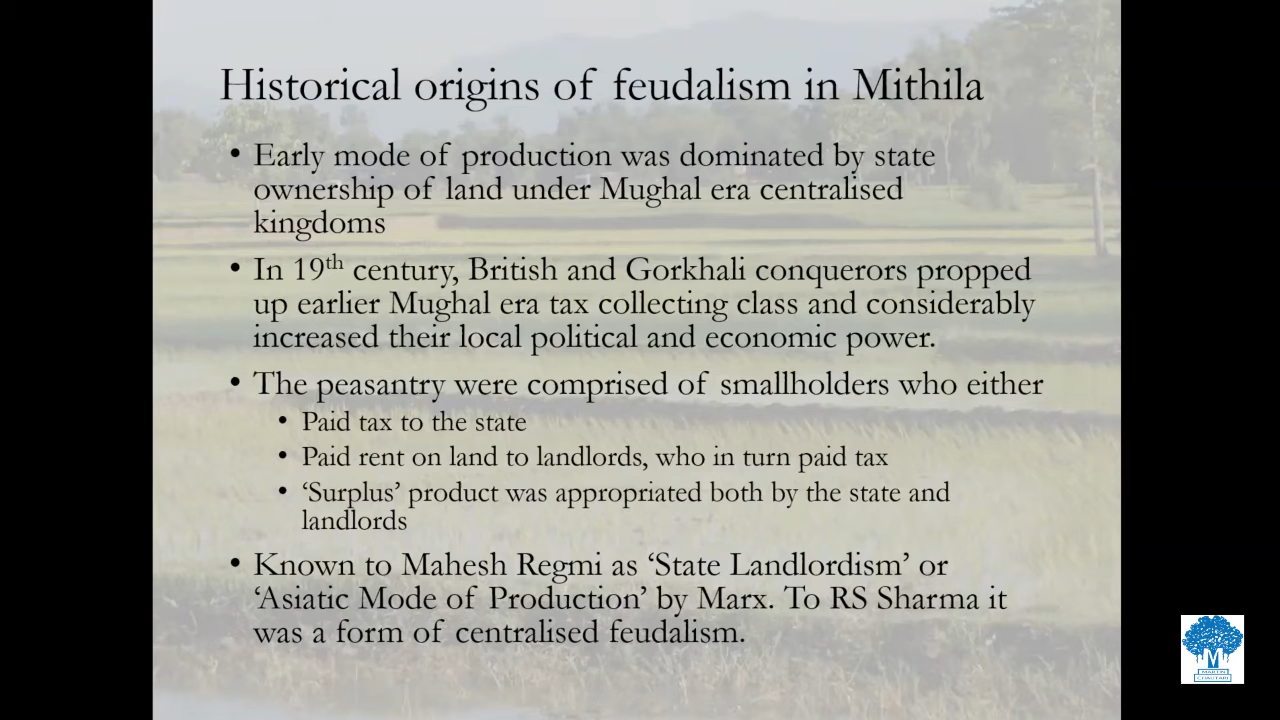 Historical origins of feudalism in Mithila
• Early mode of production was dominated by state
ownership of land under Mughal era centralised
kingdoms
• In 19th century, British and Gorkhali conquerors propped
up earlier Mughal era tax collecting class and considerably
increased their local political and economic power.
• The peasantry were comprised of smallholders who either
• Paid tax to the state
• Paid rent on land to landlords, who in turn paid tax
• ‘Surplus’ product was appropriated both by the state and
landlords
• Known to Mahesh Regmi as ‘State Landlordism’ or
‘Asiatic Mode of Production’ by Marx. To RS Sharma it
was a form of centralised feudalism.
M
MARTIN
CHAUTARI